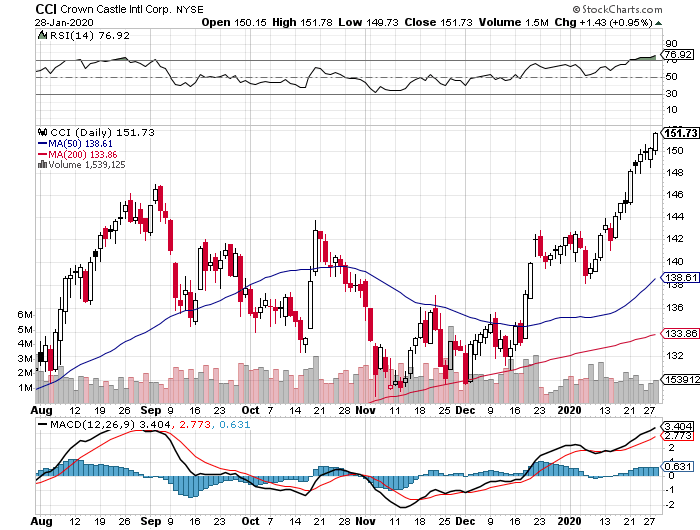 CCI Crown Castle Intl Corp. NYSE
© StockCharts.com
28-Jan-2020
Open 150.15 High 151.78 Low 149.73 Close 151.73 Volume 1.5M Chg +1.43 (+0.95%)
RSI(14) 76.92
90
76.92
70
50
30
10
CCI (Daily) 151.73
MA(50) 138.61
MA(200) 133.86
Volume 1,539,125
151.73
150
148
146
144
142
140
138.61
138
136
133.86
132
153912
6M
5M
4M
3M
2M
1M
Aug 12 19 26 Sep 9 16 23 Oct 7 14 21 28 Nov 11 18 25 Dec 9 16 23 2020 13 21 27
MACD(12,26,9) 3.404, 2.773, 0.631
3.404
2.773
2
1
0.631
0
-1
-2
Aug 12 19 26 Sep 9 16 23 Oct 7 14 21 28 Nov 11 18 25 Dec 9 16 23 2020 13 21 27